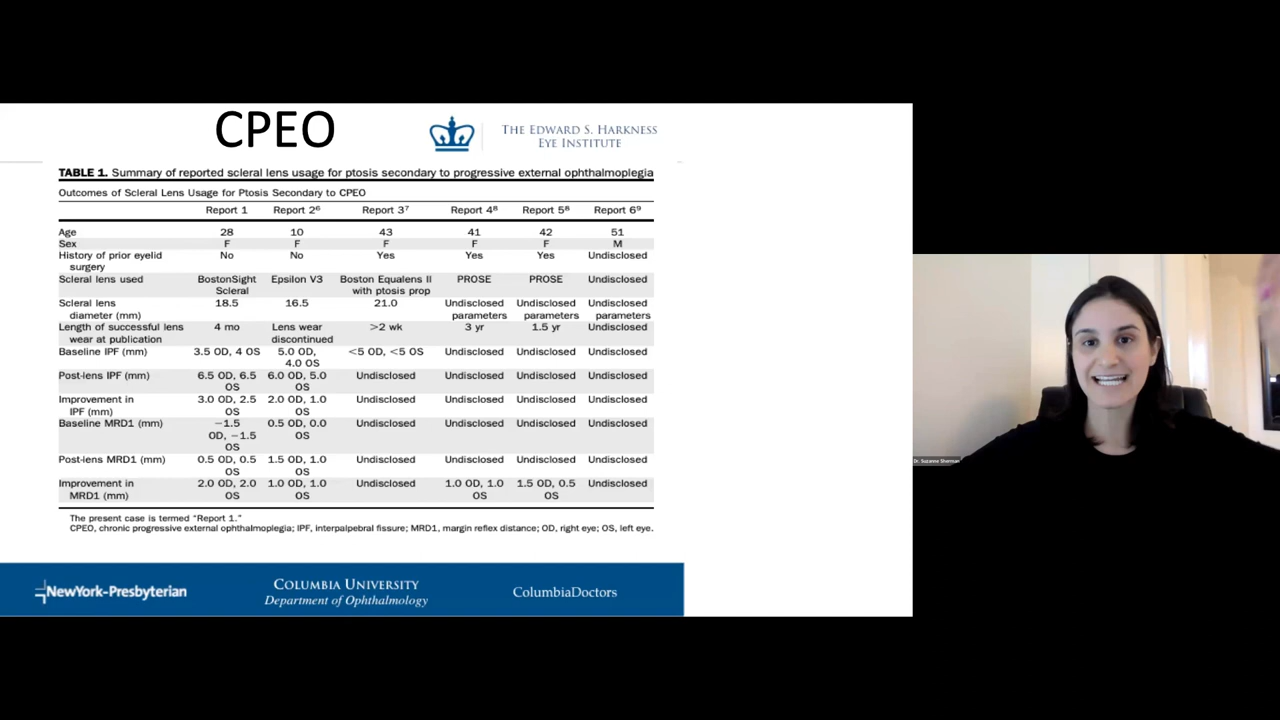 CPEO
THE EDWARD S. HARKNESS
EYE INSTITUTE
TABLE 1. Summary of reported scleral lens usage for ptosis secondary to progressive external ophthalmoplegia
Outcomes of Scleral Lens Usage for Ptosis Secondary to CPEO
Report 1 Report 2⁶ Report 3⁷ Report 4⁸ Report 5⁸ Report 6⁹
Age 28 10 43 41 42 51
Sex F F F F F M
History of prior eyelid No No Yes Yes Yes Undisclosed
surgery
Scleral lens used BostonSight Epsilon V3 Boston Equalens II PROSE PROSE Undisclosed
Scleral with ptosis prop
Scleral lens 18.5 16.5 21.0 Undisclosed Undisclosed Undisclosed
diameter (mm) parameters parameters parameters
Length of successful lens 4 mo Lens wear >2 wk 3 yr 1.5 yr Undisclosed
wear at publication discontinued
Baseline IPF (mm) 3.5 OD, 4 OS 5.0 OD, <5 OD, <5 OS Undisclosed Undisclosed Undisclosed
4.0 OS
Post-lens IPF (mm) 6.5 OD, 6.5 6.0 OD, 5.0 Undisclosed Undisclosed Undisclosed Undisclosed
OS OS
Improvement in 3.0 OD, 2.5 2.0 OD, 1.0 Undisclosed Undisclosed Undisclosed Undisclosed
IPF (mm) OS OS
Baseline MRD1 (mm) −1.5 0.5 OD, 0.0 Undisclosed Undisclosed Undisclosed Undisclosed
OD, −1.5 OS
OS
Post-lens MRD1 (mm) 0.5 OD, 0.5 1.5 OD, 1.0 Undisclosed Undisclosed Undisclosed Undisclosed
OS OS
Improvement in 2.0 OD, 2.0 1.0 OD, 1.0 Undisclosed 1.0 OD, 1.0 1.5 OD, 0.5 Undisclosed
MRD1 (mm) OS OS OS OS
The present case is termed "Report 1."
CPEO, chronic progressive external ophthalmoplegia; IPF, interpalpebral fissure; MRD1, margin reflex distance; OD, right eye; OS, left eye.
NewYork-Presbyterian
COLUMBIA UNIVERSITY
Department of Ophthalmology
ColumbiaDoctors
Dr. Suzanne Sherman